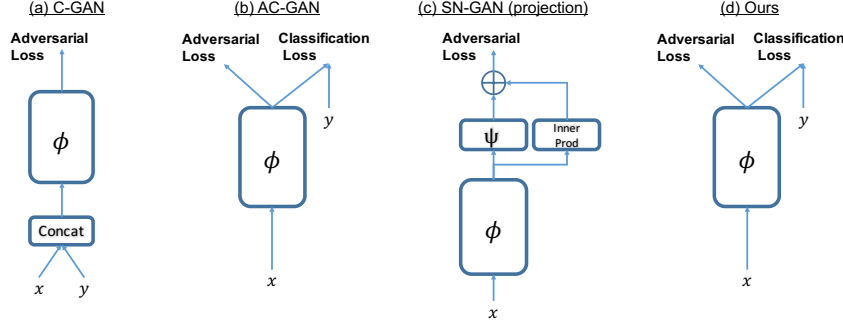 (a) C-GAN
Adversarial
Loss
ϕ
Concat
x
y
(b) AC-GAN
Adversarial
Loss
Classification
Loss
y
ϕ
x
(c) SN-GAN (projection)
Adversarial
Loss
Ψ
Inner
Prod
ϕ
x
(d) Ours
Adversarial
Loss
Classification
Loss
y
ϕ
x